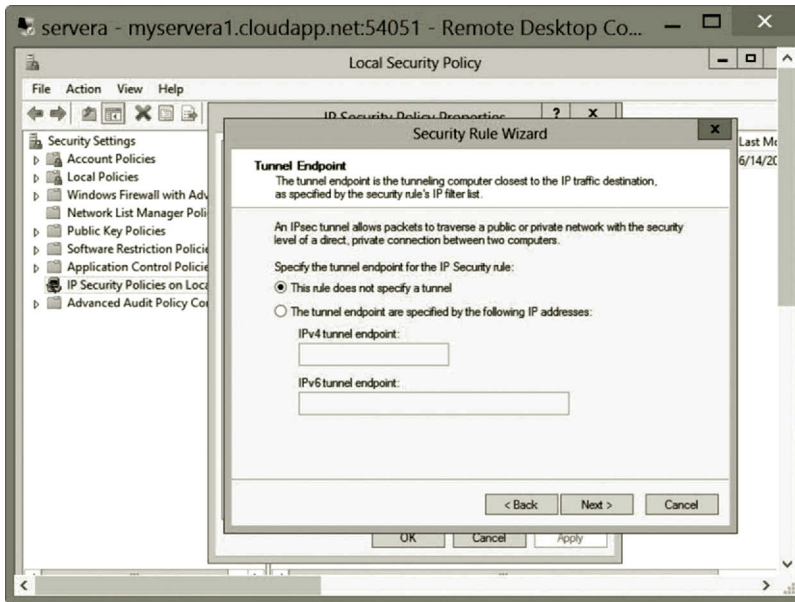 servera - myservera1.cloudapp.net:54051 - Remote Desktop Co...
Local Security Policy
File Action View Help
IP Security Policy Properties
Security Rule Wizard
Security Settings
Account Policies
Local Policies
Windows Firewall with Adv
Network List Manager Poli
Public Key Policies
Software Restriction Policie
Application Control Policie
IP Security Policies on Loca
Advanced Audit Policy Co
Last Mo
6/14/20
Tunnel Endpoint
The tunnel endpoint is the tunneling computer closest to the IP traffic destination,
as specified by the security rule's IP filter list.
An IPsec tunnel allows packets to traverse a public or private network with the security
level of a direct, private connection between two computers.
Specify the tunnel endpoint for the IP Security rule:
This rule does not specify a tunnel
The tunnel endpoint are specified by the following IP addresses:
IPv4 tunnel endpoint:
IPv6 tunnel endpoint:
< Back Next > Cancel
OK Cancel Apply